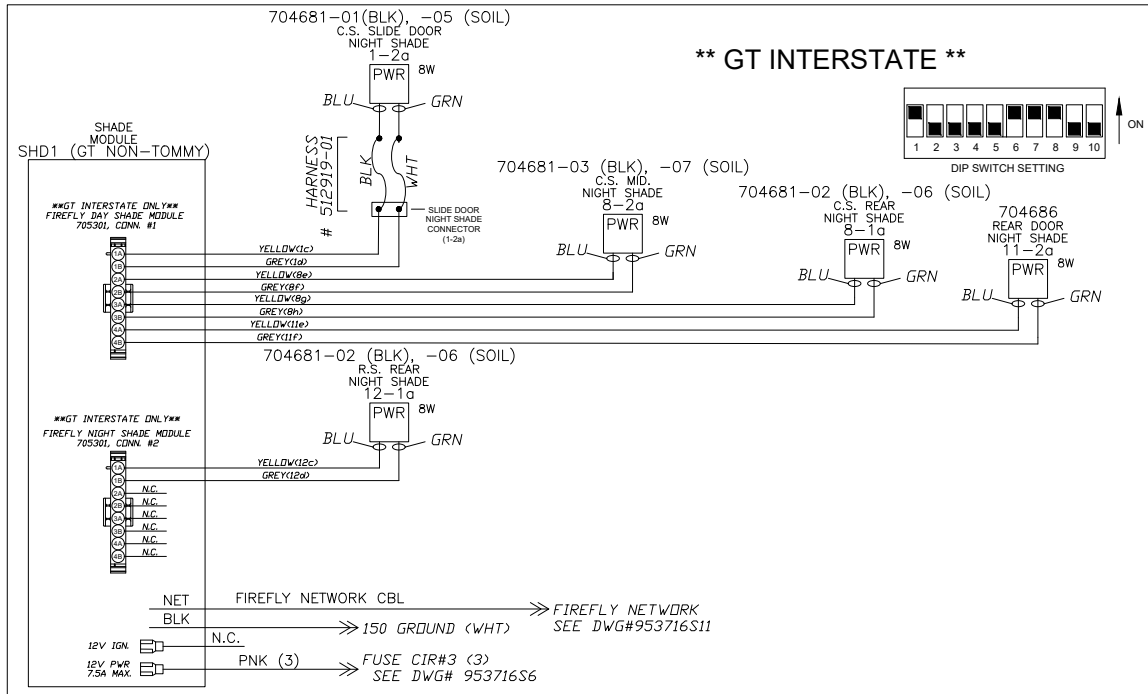 704681-01(BLK), -05 (SOIL)
C.S. SLIDE DOOR
NIGHT SHADE
1-2a
PWR
8W
BLU
GRN
** GT INTERSTATE **
1 2 3 4 5 6 7 8 9 10
ON
DIP SWITCH SETTING
SHADE
MODULE
SHD1 (GT NON-TOMMY)
HARNESS
# 512919-01
BLK
WHT
SLIDE DOOR
NIGHT SHADE
CONNECTOR
(1-2a)
704681-03 (BLK), -07 (SOIL)
C.S. MID.
NIGHT SHADE
8-2a
PWR
8W
BLU
GRN
704681-02 (BLK), -06 (SOIL)
C.S. REAR
NIGHT SHADE
8-1a
PWR
8W
BLU
GRN
704686
REAR DOOR
NIGHT SHADE
11-2a
PWR
8W
BLU
GRN
**GT INTERSTATE ONLY**
FIREFLY DAY SHADE MODULE
705301, CONN. #1
1A
1B
2A
2B
3A
3B
4A
4B
YELLOW(1c)
GREY(1d)
YELLOW(8e)
GREY(8f)
YELLOW(8g)
GREY(8h)
YELLOW(11e)
GREY(11f)
704681-02 (BLK), -06 (SOIL)
R.S. REAR
NIGHT SHADE
12-1a
PWR
8W
BLU
GRN
**GT INTERSTATE ONLY**
FIREFLY NIGHT SHADE MODULE
705301, CONN. #2
1A
1B
2A
2B
3A
3B
4A
4B
YELLOW(12c)
GREY(12d)
N.C.
N.C.
N.C.
N.C.
N.C.
N.C.
NET
FIREFLY NETWORK CBL
FIREFLY NETWORK
SEE DWG#953716S11
BLK
150 GROUND (WHT)
12V IGN.
N.C.
12V PWR
7.5A MAX.
PNK (3)
FUSE CIR#3 (3)
SEE DWG# 953716S6